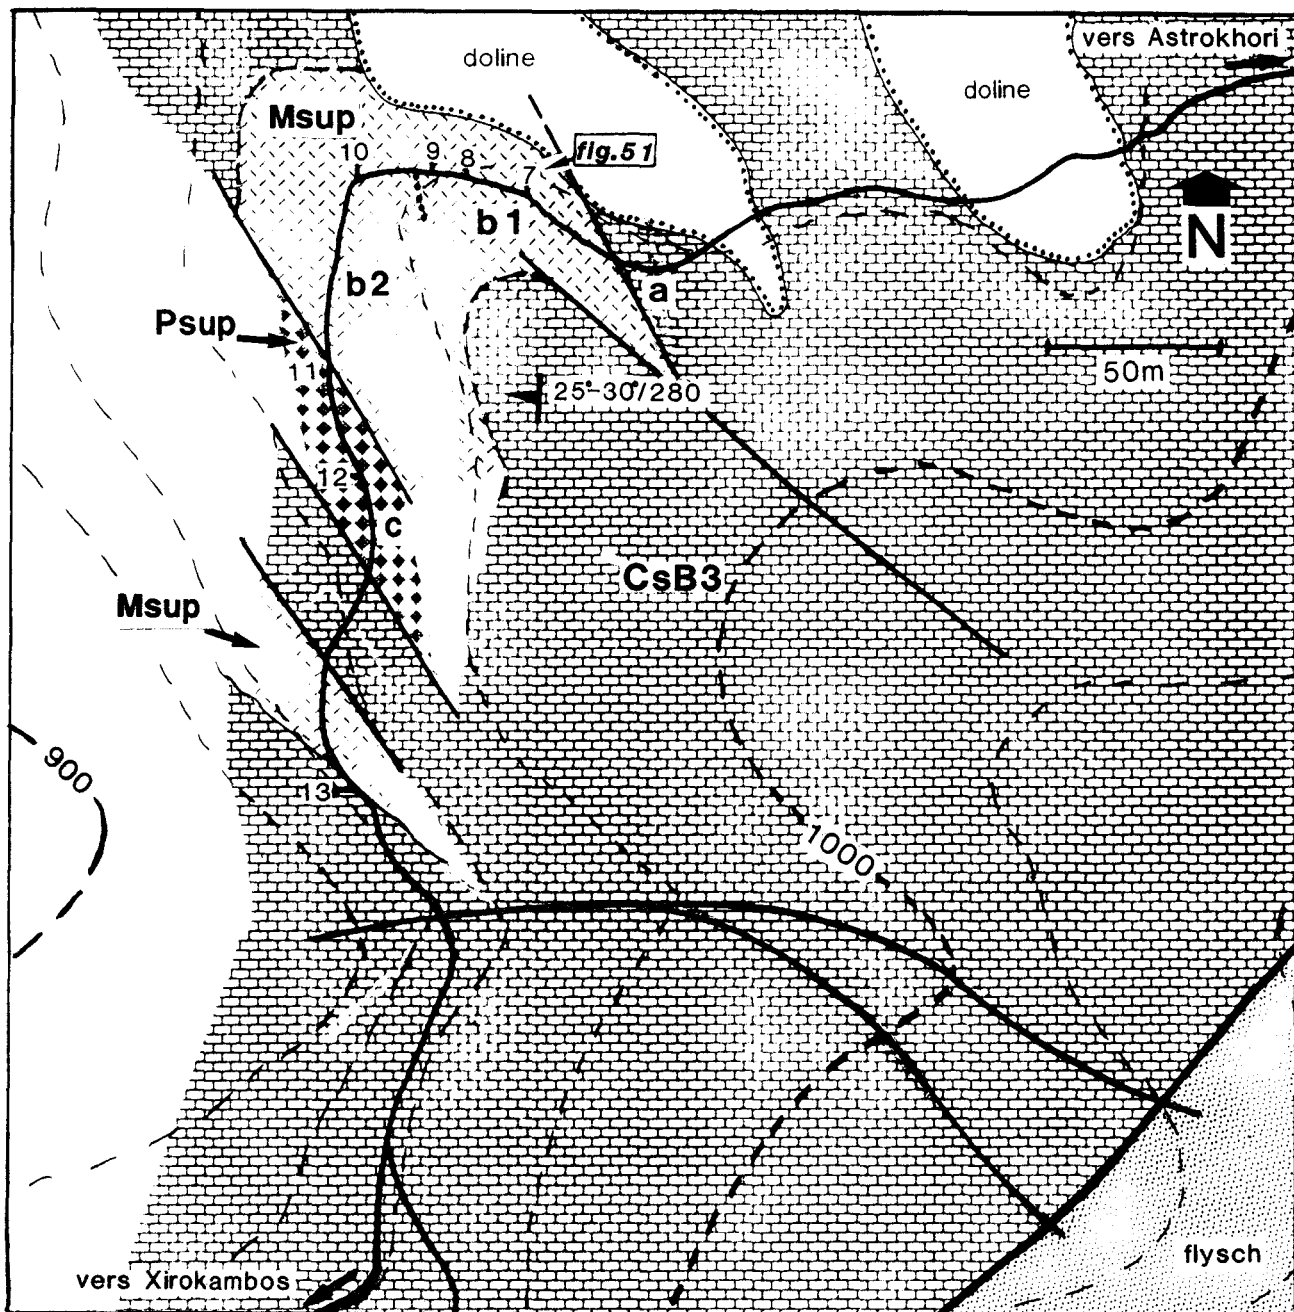 vers Astrokhori
doline
doline
Msup
10
9
8
7
fig.51
N
b1
b2
a
Psup
50m
11
25°-30°/280
12
c
CsB3
Msup
900
13
1000
flysch
vers Xirokambos